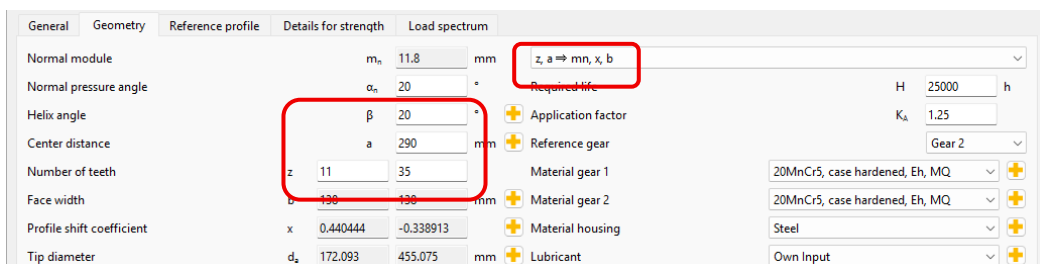 General Geometry Reference profile Details for strength Load spectrum
Normal module mn 11.8 mm z, a ⇒ mn, x, b
Normal pressure angle αn 20 ° Required life H 25000 h
Helix angle β 20 ° Application factor KA 1.25
Center distance a 290 mm Reference gear Gear 2
Number of teeth z 11 35 Material gear 1 20MnCr5, case hardened, Eh, MQ
Face width b 138 138 mm Material gear 2 20MnCr5, case hardened, Eh, MQ
Profile shift coefficient x 0.440444 -0.338913 Material housing Steel
Tip diameter da 172.093 455.075 mm Lubricant Own Input